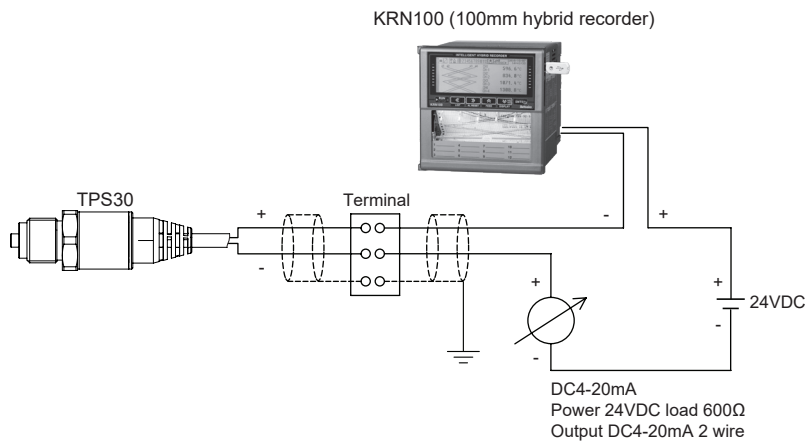 KRN100 (100mm hybrid recorder)
TPS30
Terminal
+
-
-
+
+
-
+
-
24VDC
DC4-20mA
Power 24VDC load 600Ω
Output DC4-20mA 2 wire